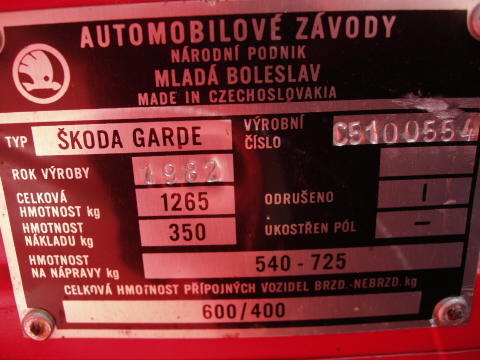 AUTOMOBILOVÉ ZÁVODY
NÁRODNÍ PODNIK
MLADÁ BOLESLAV
MADE IN CZECHOSLOVAKIA
TYP ŠKODA GARDE VÝROBNÍ ČÍSLO C5100554
ROK VÝROBY 1982
CELKOVÁ HMOTNOST kg 1265 ODRUŠENO I
HMOTNOST NÁKLADU kg 350 UKOSTŘEN PÓL –
HMOTNOST NA NÁPRAVY kg 540 - 725
CELKOVÁ HMOTNOST PŘÍPOJNÝCH VOZIDEL BRZD.-NEBRZD. kg
600/400